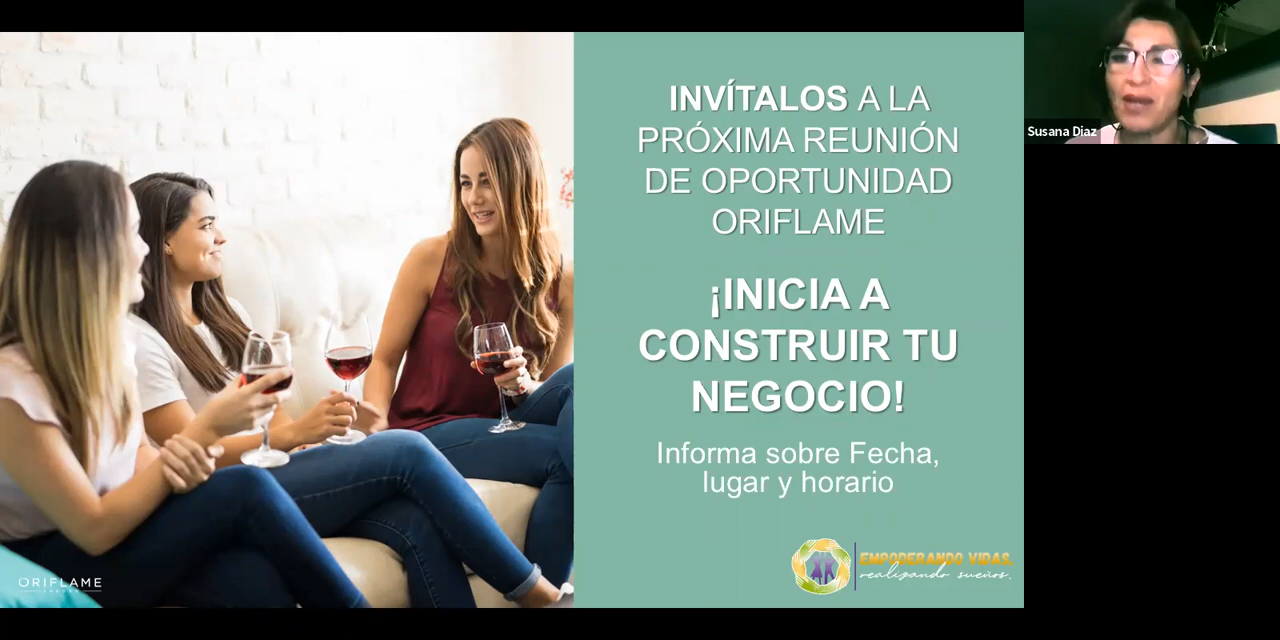 INVÍTALOS A LA
PRÓXIMA REUNIÓN
DE OPORTUNIDAD
ORIFLAME
¡INICIA A
CONSTRUIR TU
NEGOCIO!
Informa sobre Fecha,
lugar y horario
EMPODERANDO VIDAS,
realizando sueños.
ORIFLAME
Susana Diaz